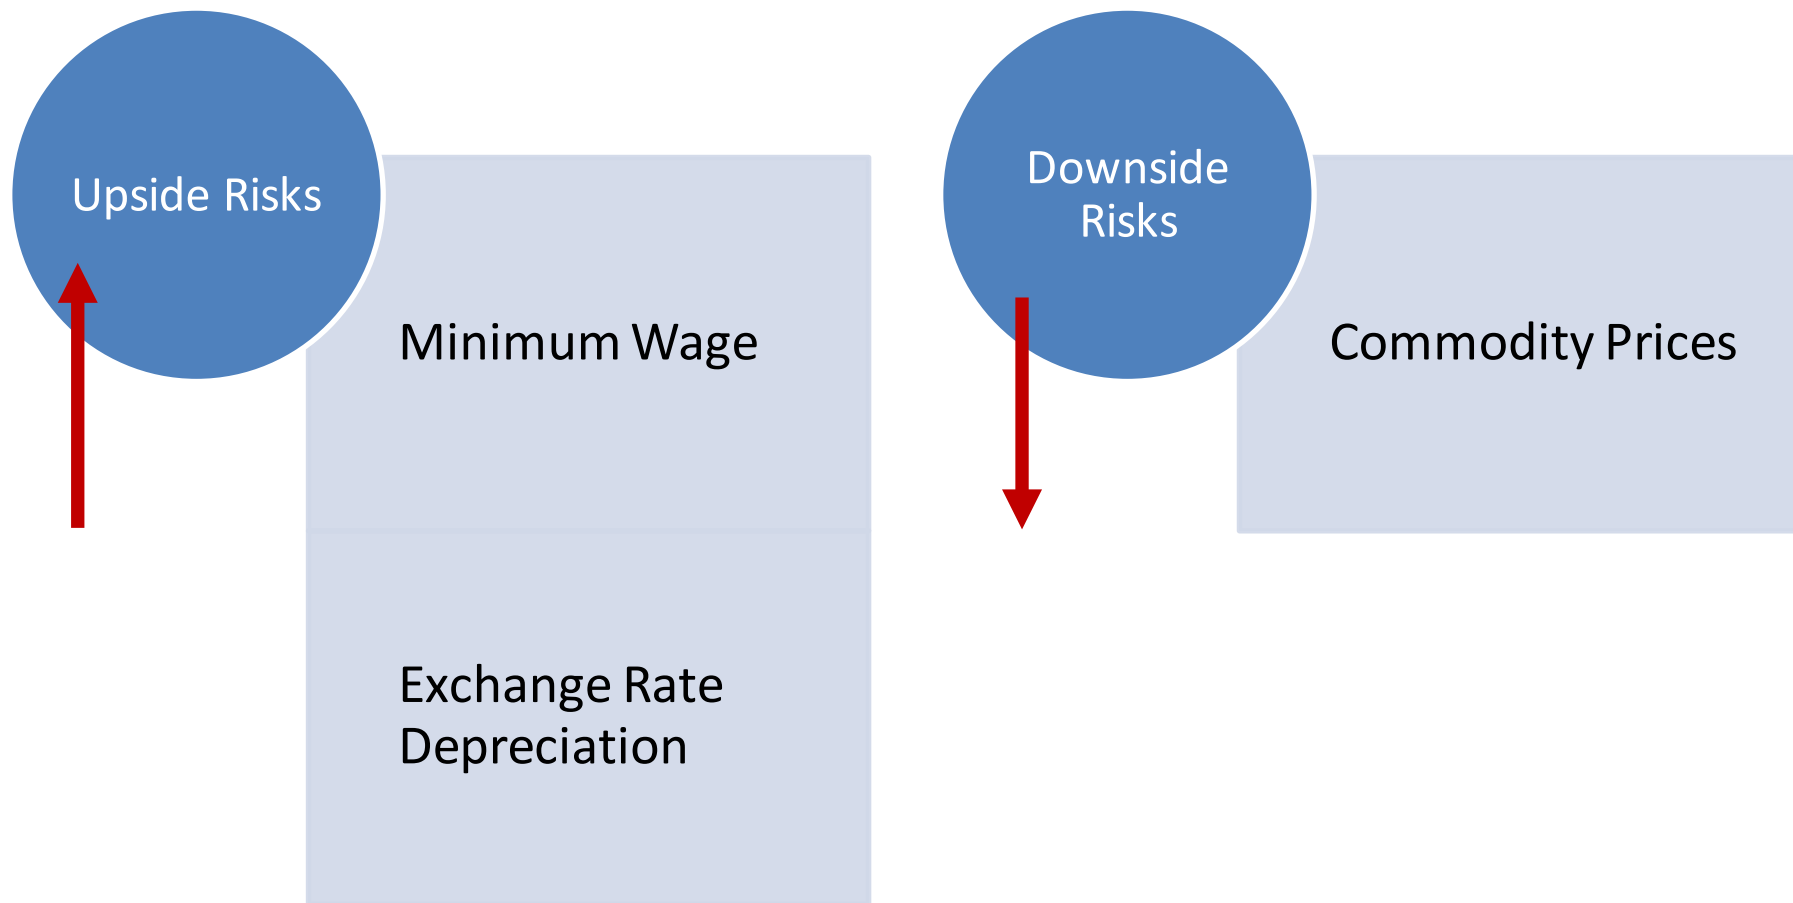 Upside Risks
Minimum Wage
Exchange Rate
Depreciation
Downside
Risks
Commodity Prices